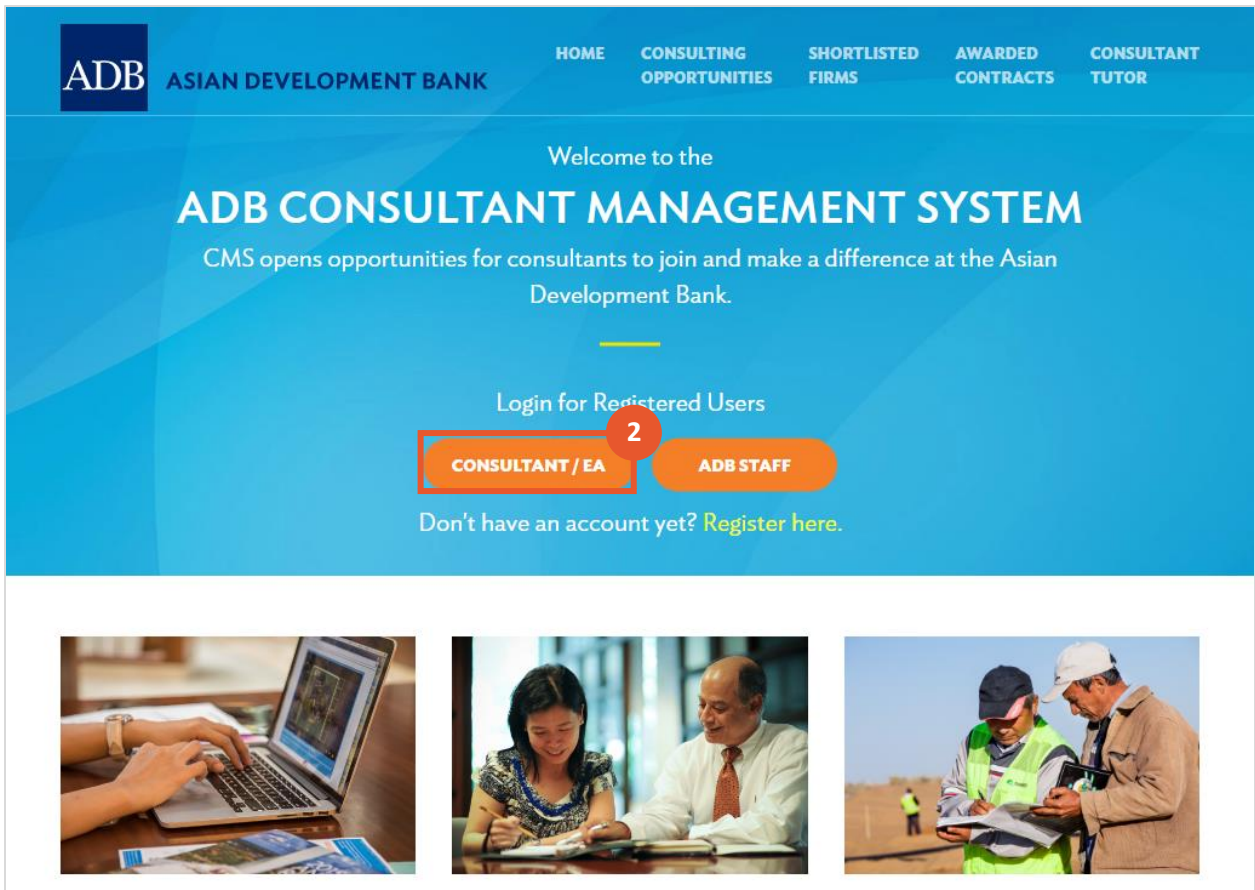 ADB
ASIAN DEVELOPMENT BANK
HOME
CONSULTING
OPPORTUNITIES
SHORTLISTED
FIRMS
AWARDED
CONTRACTS
CONSULTANT
TUTOR
Welcome to the
ADB CONSULTANT MANAGEMENT SYSTEM
CMS opens opportunities for consultants to join and make a difference at the Asian
Development Bank.
Login for Registered Users
2
CONSULTANT / EA
ADB STAFF
Don't have an account yet? Register here.